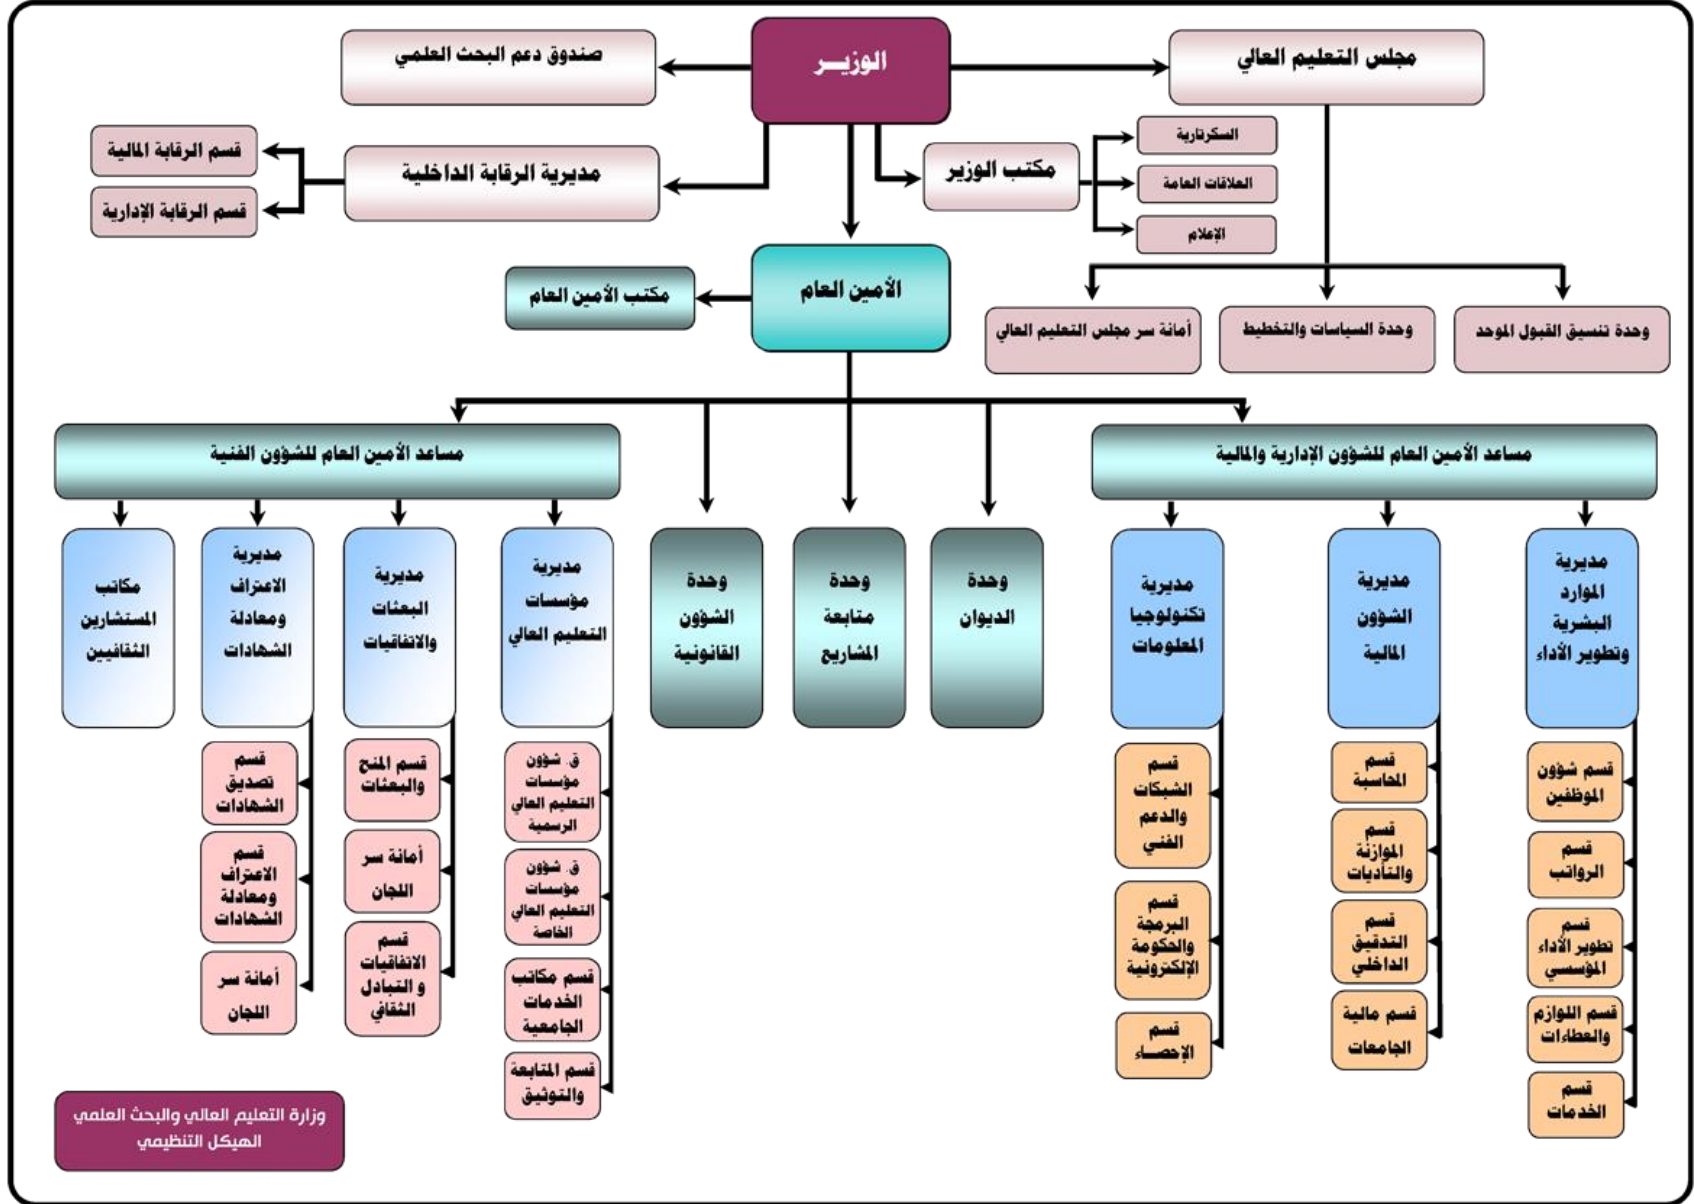 الوزيـــر
مجلس التعليم العالي
صندوق دعم البحث العلمي
السكرتارية
العلاقات العامة
الإعلام
مكتب الوزير
مديرية الرقابة الداخلية
قسم الرقابة المالية
قسم الرقابة الإدارية
الأمين العام
مكتب الأمين العام
وحدة تنسيق القبول الموحد
وحدة السياسات والتخطيط
أمانة سر مجلس التعليم العالي
مساعد الأمين العام للشؤون الإدارية والمالية
مساعد الأمين العام للشؤون الفنية
مديرية
الموارد
البشرية
وتطوير الأداء
مديرية
الشؤون
المالية
مديرية
تكنولوجيا
المعلومات
وحدة
الديوان
وحدة
متابعة
المشاريع
وحدة
الشؤون
القانونية
مديرية
مؤسسات
التعليم العالي
مديرية
البعثات
والاتفاقيات
مديرية
الاعتراف
ومعادلة
الشهادات
مكاتب
المستشارين
الثقافيين
قسم شؤون
الموظفين
قسم
الرواتب
قسم
تطوير الأداء
المؤسسي
قسم اللوازم
والعطاءات
قسم
الخدمات
قسم
المحاسبة
قسم
الموازنة
والتأديات
قسم
التدقيق
الداخلي
قسم مالية
الجامعات
قسم
الشبكات
والدعم
الفني
قسم
البرمجة
والحكومة
الإلكترونية
قسم
الإحصـــاء
ق. شؤون
مؤسسات
التعليم العالي
الرسمية
ق. شؤون
مؤسسات
التعليم العالي
الخاصة
قسم مكاتب
الخدمات
الجامعية
قسم المتابعة
والتوثيق
قسم المنح
والبعثات
أمانة سر
اللجان
قسم
الاتفاقيات
و التبادل
الثقافي
قسم
تصديق
الشهادات
قسم
الاعتراف
ومعادلة
الشهادات
أمانة سر
اللجان
وزارة التعليم العالي والبحث العلمي
الهيكل التنظيمي